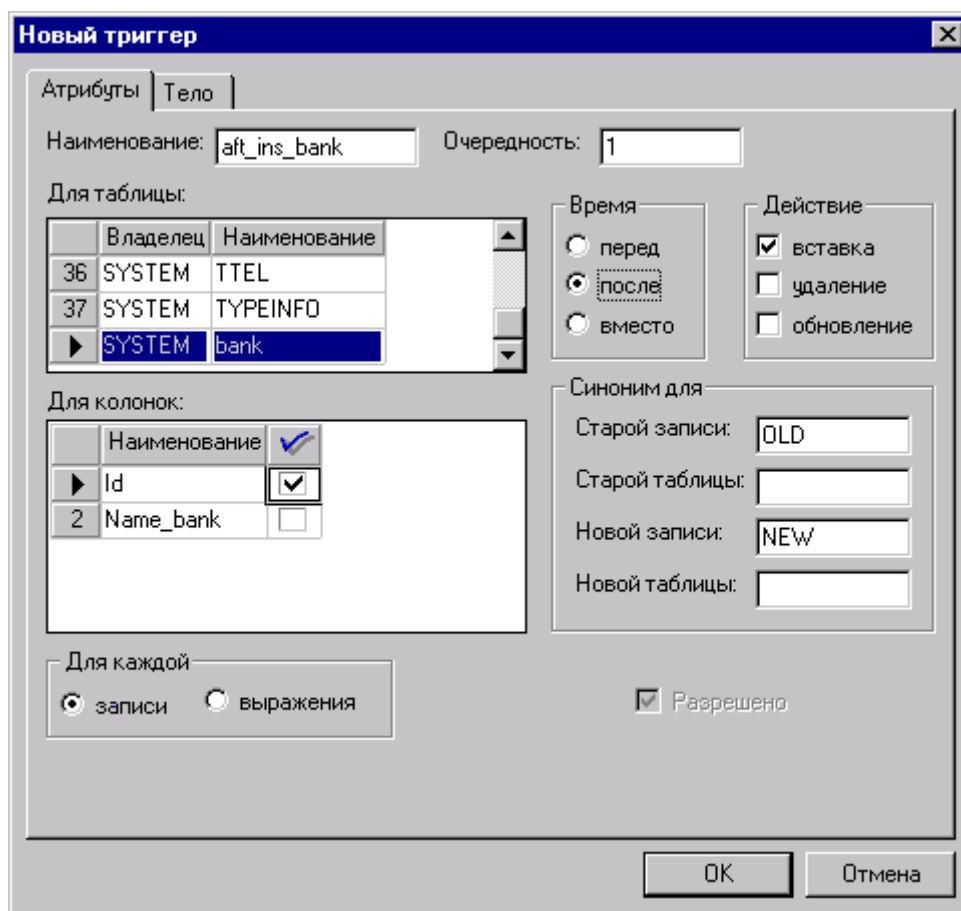 Новый триггер
Атрибуты Тело
Наименование: aft_ins_bank Очередность: 1
Для таблицы:
Владелец Наименование
36 SYSTEM TTEL
37 SYSTEM TYPEINFO
SYSTEM bank
Время
перед
после
вместо
Действие
вставка
удаление
обновление
Для колонок:
Наименование
Id
2 Name_bank
Синоним для
Старой записи: OLD
Старой таблицы:
Новой записи: NEW
Новой таблицы:
Для каждой
записи выражения
Разрешено
OK Отмена